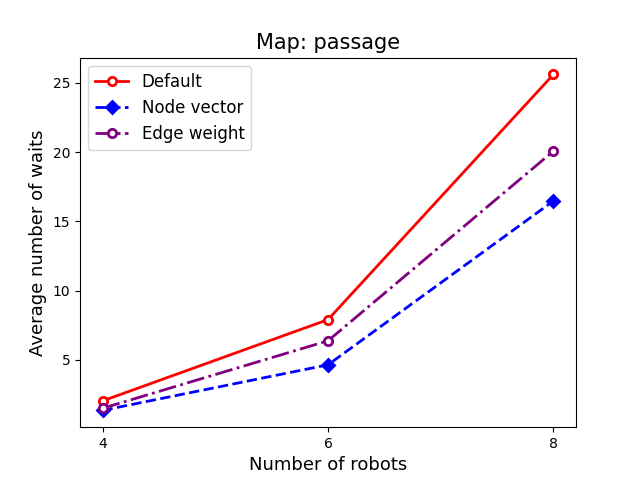 Map: passage
Default
Node vector
Edge weight
Average number of waits
25
20
15
10
5
4
6
8
Number of robots